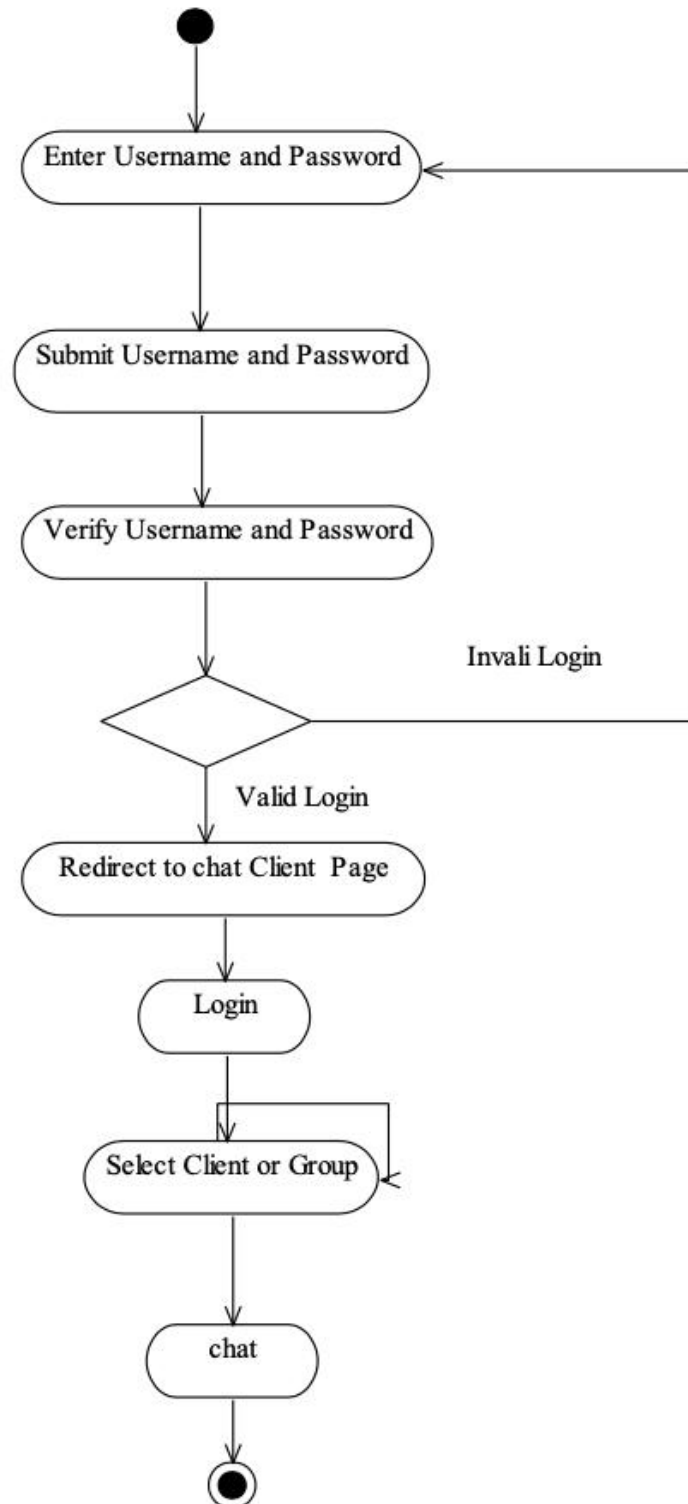 Enter Username and Password
Submit Username and Password
Verify Username and Password
Invali Login
Valid Login
Redirect to chat Client Page
Login
Select Client or Group
chat